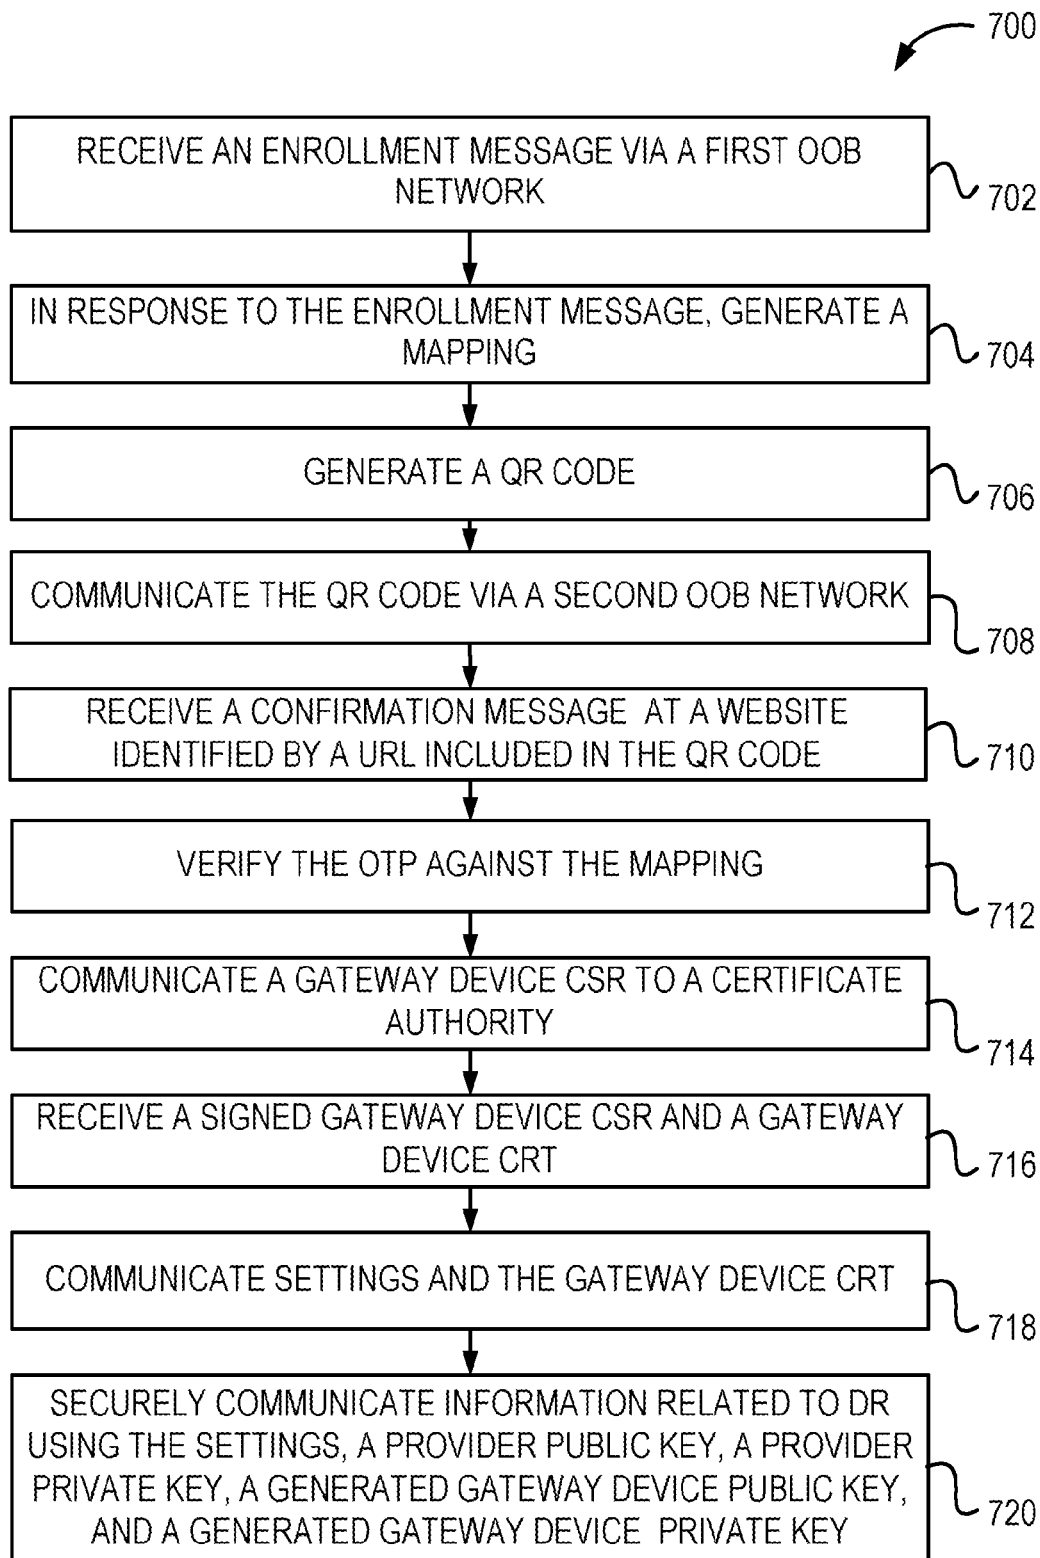 700
RECEIVE AN ENROLLMENT MESSAGE VIA A FIRST OOB
NETWORK
702
IN RESPONSE TO THE ENROLLMENT MESSAGE, GENERATE A
MAPPING
704
GENERATE A QR CODE
706
COMMUNICATE THE QR CODE VIA A SECOND OOB NETWORK
708
RECEIVE A CONFIRMATION MESSAGE AT A WEBSITE
IDENTIFIED BY A URL INCLUDED IN THE QR CODE
710
VERIFY THE OTP AGAINST THE MAPPING
712
COMMUNICATE A GATEWAY DEVICE CSR TO A CERTIFICATE
AUTHORITY
714
RECEIVE A SIGNED GATEWAY DEVICE CSR AND A GATEWAY
DEVICE CRT
716
COMMUNICATE SETTINGS AND THE GATEWAY DEVICE CRT
718
SECURELY COMMUNICATE INFORMATION RELATED TO DR
USING THE SETTINGS, A PROVIDER PUBLIC KEY, A PROVIDER
PRIVATE KEY, A GENERATED GATEWAY DEVICE PUBLIC KEY,
AND A GENERATED GATEWAY DEVICE PRIVATE KEY
720